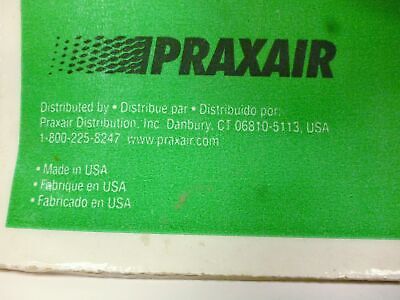 PRAXAIR
Distributed by • Distribue par • Distribuido por:
Praxair Distribution, Inc. Danbury, CT 06810-5113, USA
1-800-225-8247 www.praxair.com
• Made in USA
• Fabrique en USA
• Fabricado en USA